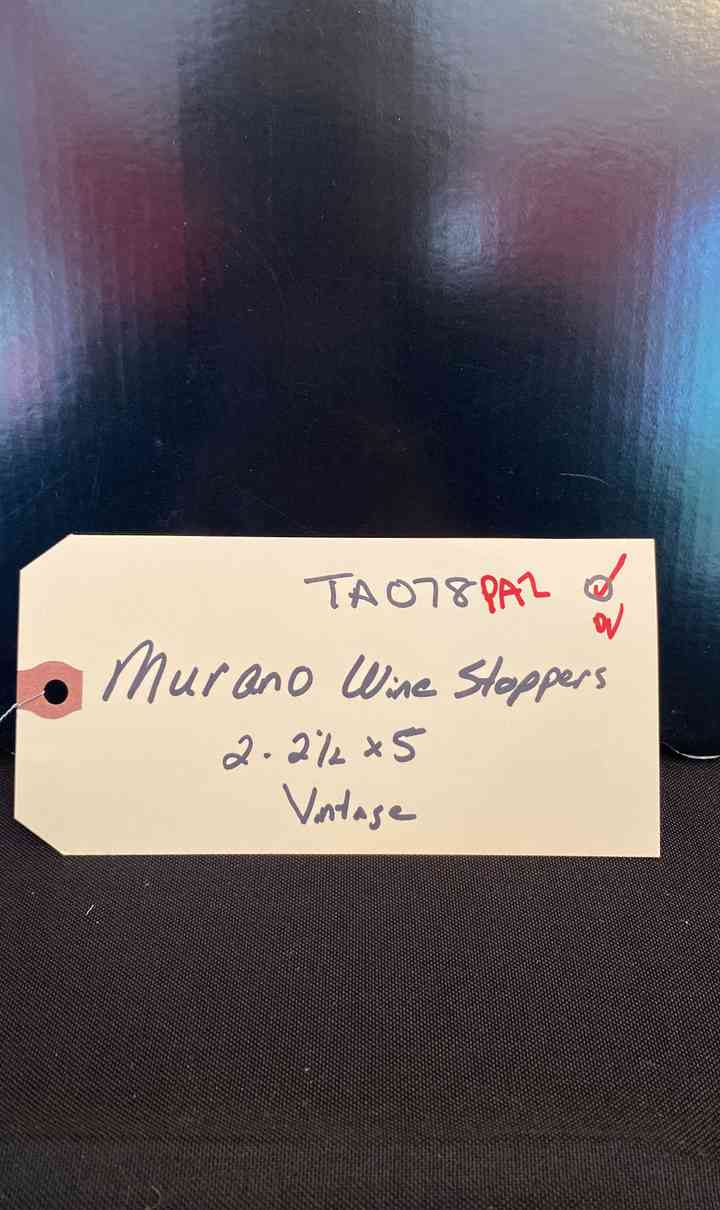 TA078PA2
Murano Wine Stoppers
2. 2½ x 5
Vintage